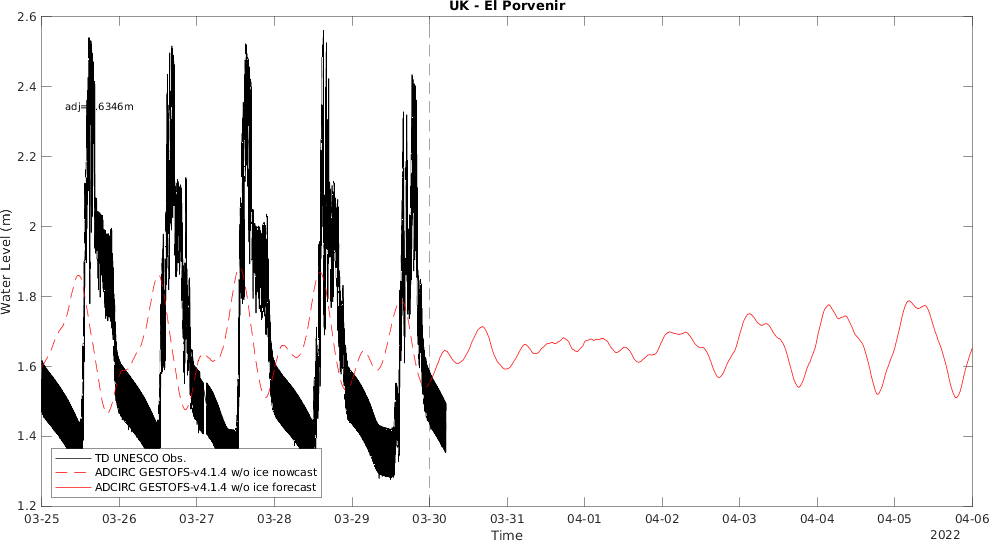 UK - El Porvenir
2.6
2.4
2.2
2
1.8
1.6
1.4
1.2
Water Level (m)
TD UNESCO Obs.
ADCIRC GESTOFS-v4.1.4 w/o ice nowcast
ADCIRC GESTOFS-v4.1.4 w/o ice forecast
03-25 03-26 03-27 03-28 03-29 03-30 03-31 04-01 04-02 04-03 04-04 04-05 04-06
Time
2022